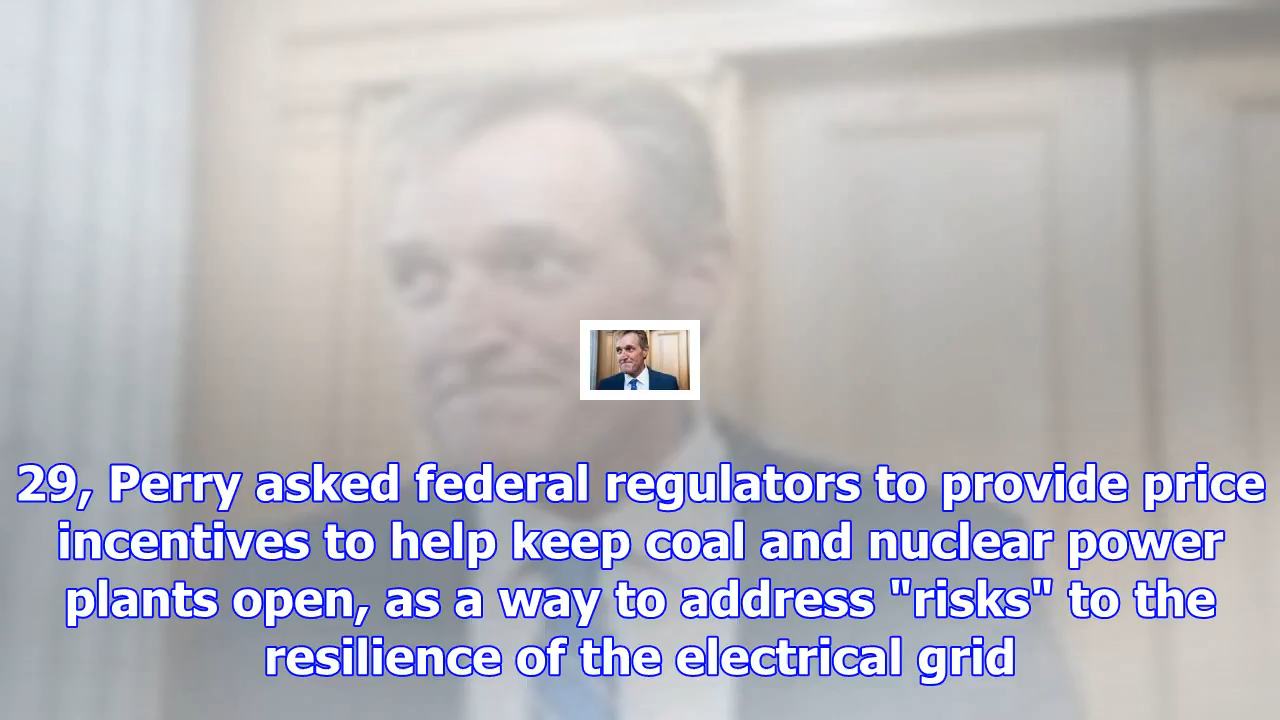 29, Perry asked federal regulators to provide price
incentives to help keep coal and nuclear power
plants open, as a way to address "risks" to the
resilience of the electrical grid